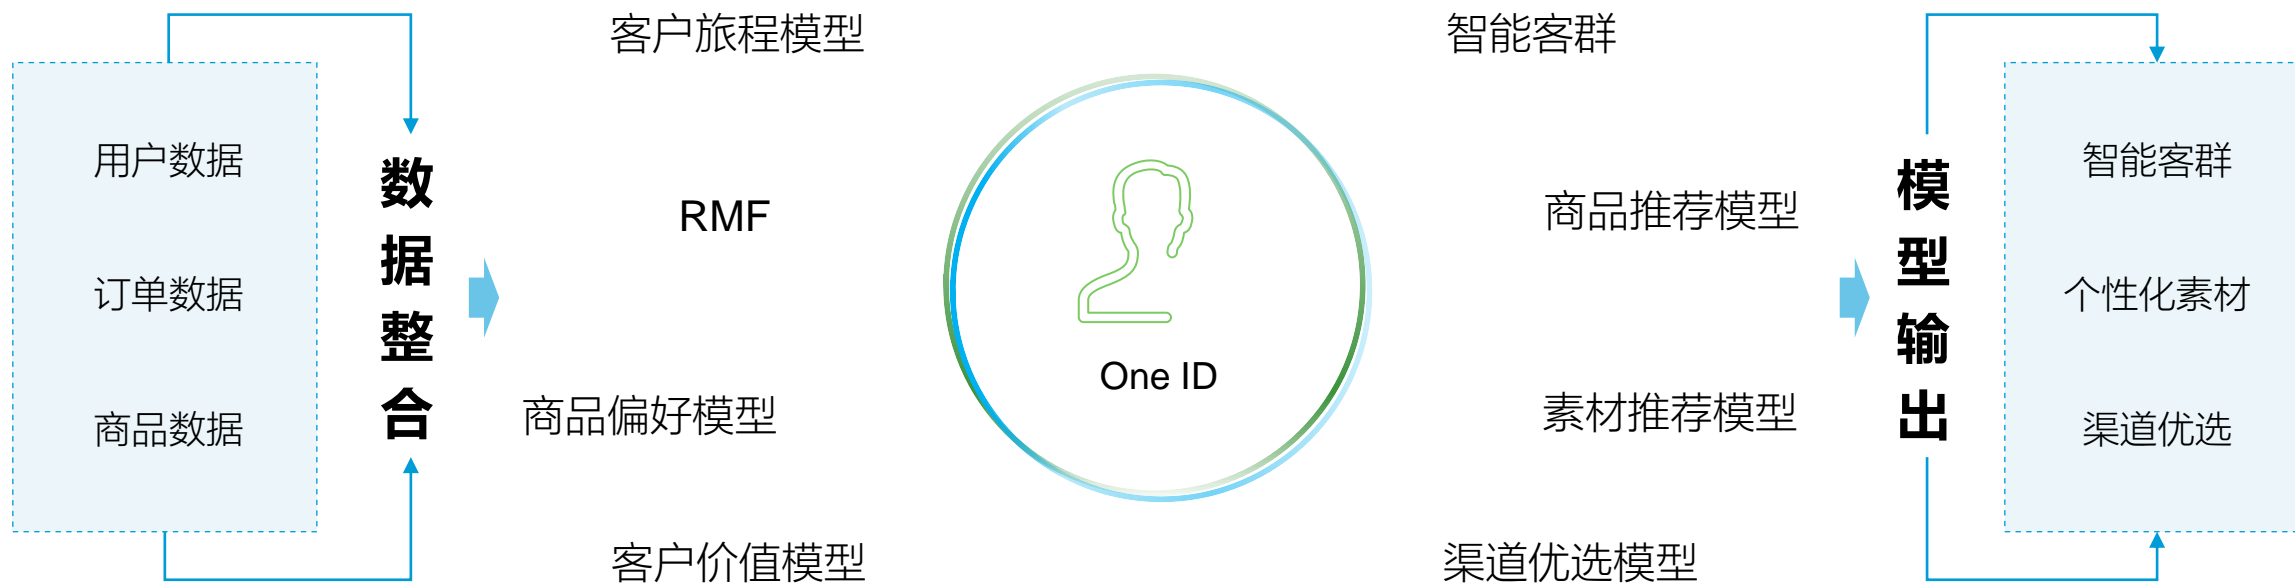 用户数据
订单数据
商品数据
数据整合
客户旅程模型
RMF
商品偏好模型
客户价值模型
One ID
智能客群
商品推荐模型
素材推荐模型
渠道优选模型
模型输出
智能客群
个性化素材
渠道优选